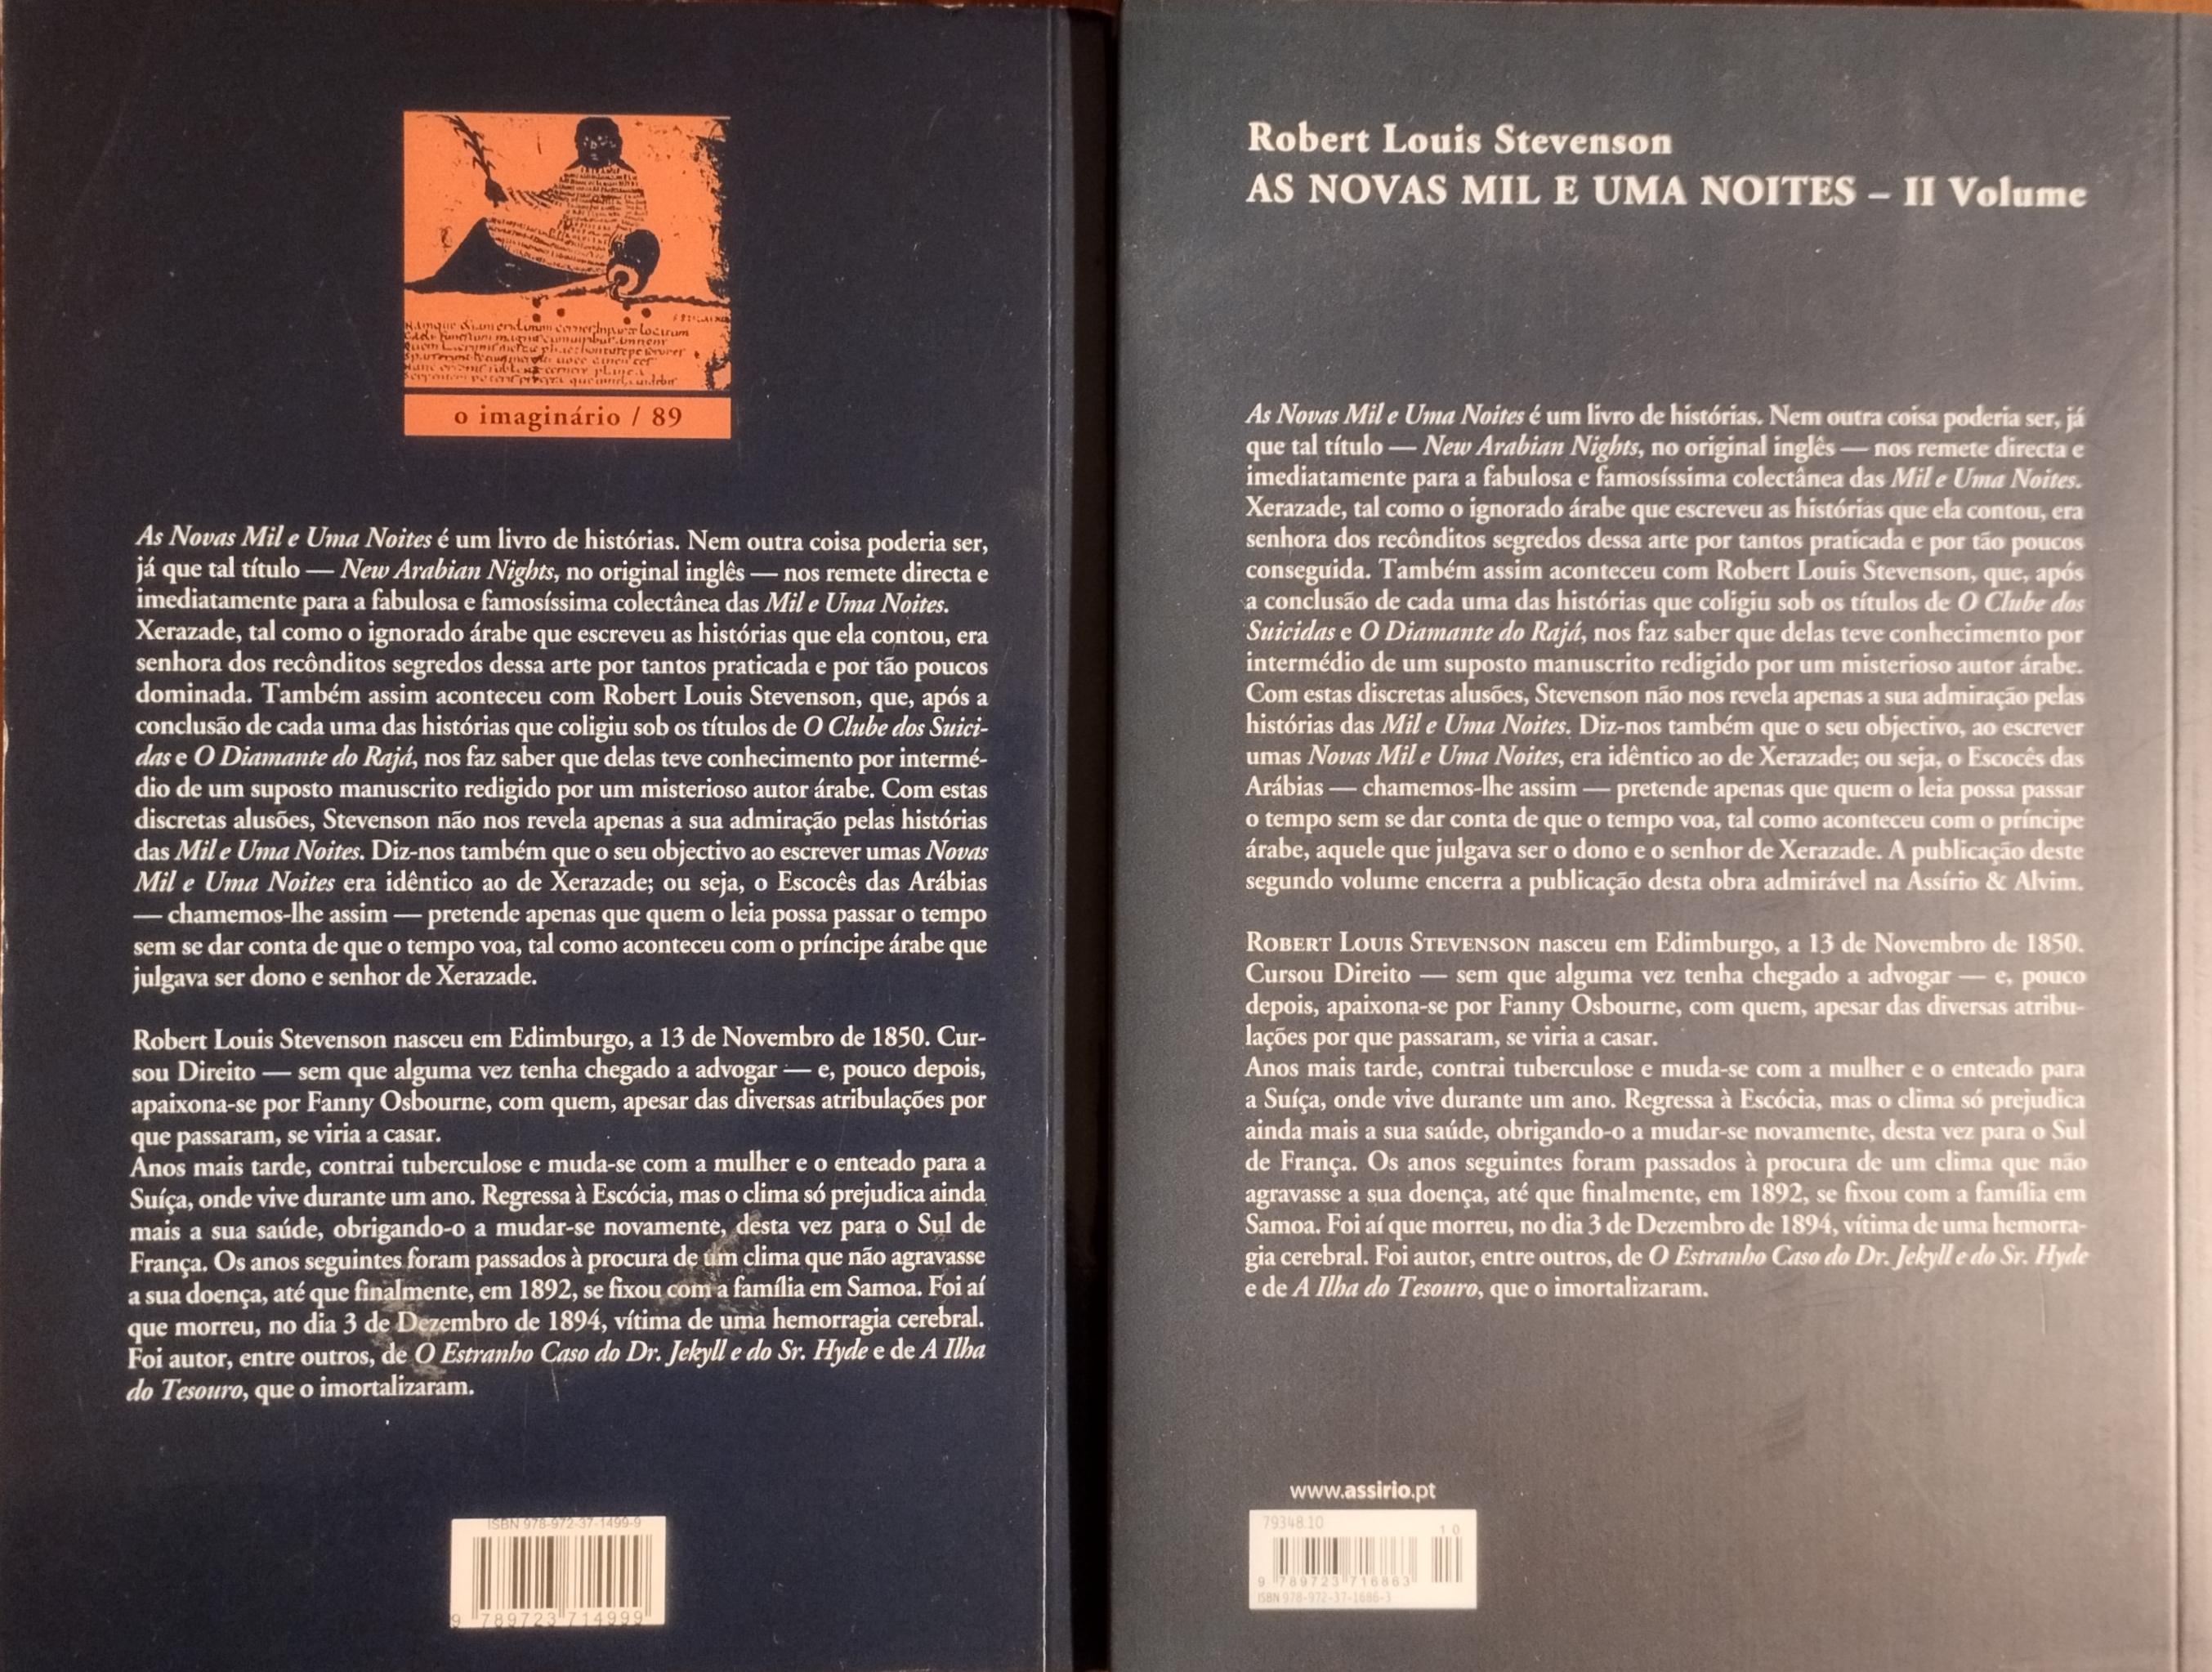 o imaginário / 89
As Novas Mil e Uma Noites é um livro de histórias. Nem outra coisa poderia ser,
já que tal título — New Arabian Nights, no original inglês — nos remete directa e
imediatamente para a fabulosa e famosíssima colectânea das Mil e Uma Noites.
Xerazade, tal como o ignorado árabe que escreveu as histórias que ela contou, era
senhora dos recônditos segredos dessa arte por tantos praticada e por tão poucos
dominada. Também assim aconteceu com Robert Louis Stevenson, que, após a
conclusão de cada uma das histórias que coligiu sob os títulos de O Clube dos Suici-
das e O Diamante do Rajá, nos faz saber que delas teve conhecimento por intermé-
dio de um suposto manuscrito redigido por um misterioso autor árabe. Com estas
discretas alusões, Stevenson não nos revela apenas a sua admiração pelas histórias
das Mil e Uma Noites. Diz-nos também que o seu objectivo ao escrever umas Novas
Mil e Uma Noites era idêntico ao de Xerazade; ou seja, o Escocês das Arábias
— chamemos-lhe assim — pretende apenas que quem o leia possa passar o tempo
sem se dar conta de que o tempo voa, tal como aconteceu com o príncipe árabe que
julgava ser dono e senhor de Xerazade.
Robert Louis Stevenson nasceu em Edimburgo, a 13 de Novembro de 1850. Cur-
sou Direito — sem que alguma vez tenha chegado a advogar — e, pouco depois,
apaixona-se por Fanny Osbourne, com quem, apesar das diversas atribulações por
que passaram, se viria a casar.
Anos mais tarde, contrai tuberculose e muda-se com a mulher e o enteado para a
Suíça, onde vive durante um ano. Regressa à Escócia, mas o clima só prejudica ainda
mais a sua saúde, obrigando-o a mudar-se novamente, desta vez para o Sul de
França. Os anos seguintes foram passados à procura de um clima que não agravasse
a sua doença, até que finalmente, em 1892, se fixou com a família em Samoa. Foi aí
que morreu, no dia 3 de Dezembro de 1894, vítima de uma hemorragia cerebral.
Foi autor, entre outros, de O Estranho Caso do Dr. Jekyll e do Sr. Hyde e de A Ilha
do Tesouro, que o imortalizaram.
ISBN 978-972-37-1499-9
9 789723 714999
Robert Louis Stevenson
AS NOVAS MIL E UMA NOITES – II Volume
As Novas Mil e Uma Noites é um livro de histórias. Nem outra coisa poderia ser, já
que tal título — New Arabian Nights, no original inglês — nos remete directa e
imediatamente para a fabulosa e famosíssima colectânea das Mil e Uma Noites.
Xerazade, tal como o ignorado árabe que escreveu as histórias que ela contou, era
senhora dos recônditos segredos dessa arte por tantos praticada e por tão poucos
conseguida. Também assim aconteceu com Robert Louis Stevenson, que, após
a conclusão de cada uma das histórias que coligiu sob os títulos de O Clube dos
Suicidas e O Diamante do Rajá, nos faz saber que delas teve conhecimento por
intermédio de um suposto manuscrito redigido por um misterioso autor árabe.
Com estas discretas alusões, Stevenson não nos revela apenas a sua admiração pelas
histórias das Mil e Uma Noites. Diz-nos também que o seu objectivo, ao escrever
umas Novas Mil e Uma Noites, era idêntico ao de Xerazade; ou seja, o Escocês das
Arábias — chamemos-lhe assim — pretende apenas que quem o leia possa passar
o tempo sem se dar conta de que o tempo voa, tal como aconteceu com o príncipe
árabe, aquele que julgava ser o dono e o senhor de Xerazade. A publicação deste
segundo volume encerra a publicação desta obra admirável na Assírio & Alvim.
ROBERT LOUIS STEVENSON nasceu em Edimburgo, a 13 de Novembro de 1850.
Cursou Direito — sem que alguma vez tenha chegado a advogar — e, pouco
depois, apaixona-se por Fanny Osbourne, com quem, apesar das diversas atribu-
lações por que passaram, se viria a casar.
Anos mais tarde, contrai tuberculose e muda-se com a mulher e o enteado para
a Suíça, onde vive durante um ano. Regressa à Escócia, mas o clima só prejudica
ainda mais a sua saúde, obrigando-o a mudar-se novamente, desta vez para o Sul
de França. Os anos seguintes foram passados à procura de um clima que não
agravasse a sua doença, até que finalmente, em 1892, se fixou com a família em
Samoa. Foi aí que morreu, no dia 3 de Dezembro de 1894, vítima de uma hemorra-
gia cerebral. Foi autor, entre outros, de O Estranho Caso do Dr. Jekyll e do Sr. Hyde
e de A Ilha do Tesouro, que o imortalizaram.
www.assirio.pt
79348.10
10
9 789723 716863
ISBN 978-972-37-1686-3